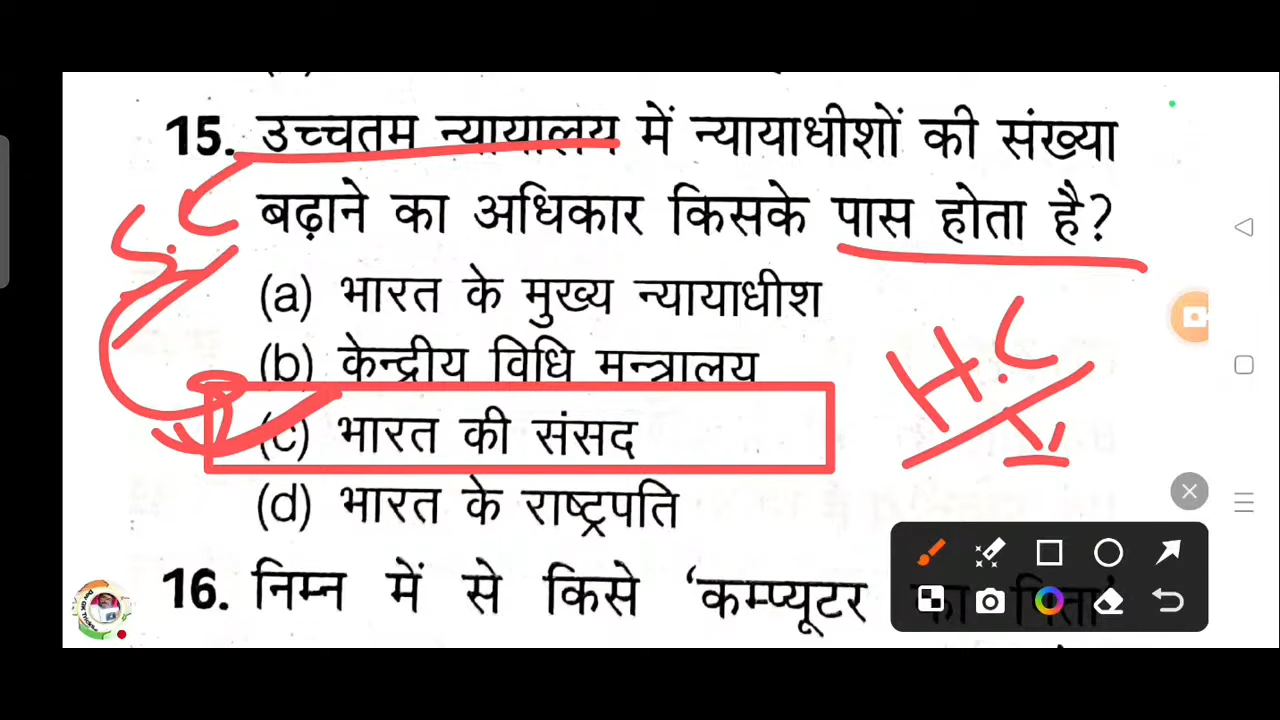 15. उच्चतम न्यायालय में न्यायाधीशों की संख्या
बढ़ाने का अधिकार किसके पास होता है?
S.C
(a) भारत के मुख्य न्यायाधीश
(b) केन्द्रीय विधि मन्त्रालय
H.C
(c) भारत की संसद
(d) भारत के राष्ट्रपति
16. निम्न में से किसे ‘कम्प्यूटर का पिता’